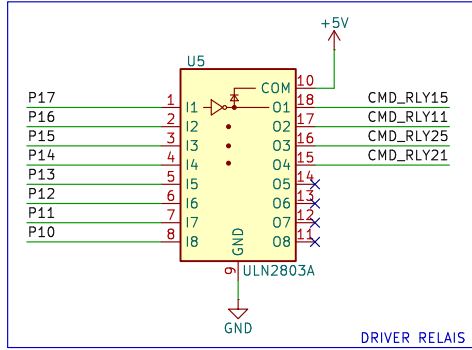 +5V
U5
COM 10
P17 1 I1 O1 18 CMD_RLY15
P16 2 I2 O2 17 CMD_RLY11
P15 3 I3 O3 16 CMD_RLY25
P14 4 I4 O4 15 CMD_RLY21
P13 5 I5 O5 14
P12 6 I6 O6 13
P11 7 I7 O7 12
P10 8 I8 O8 11
GND
9 ULN2803A
GND
DRIVER RELAIS